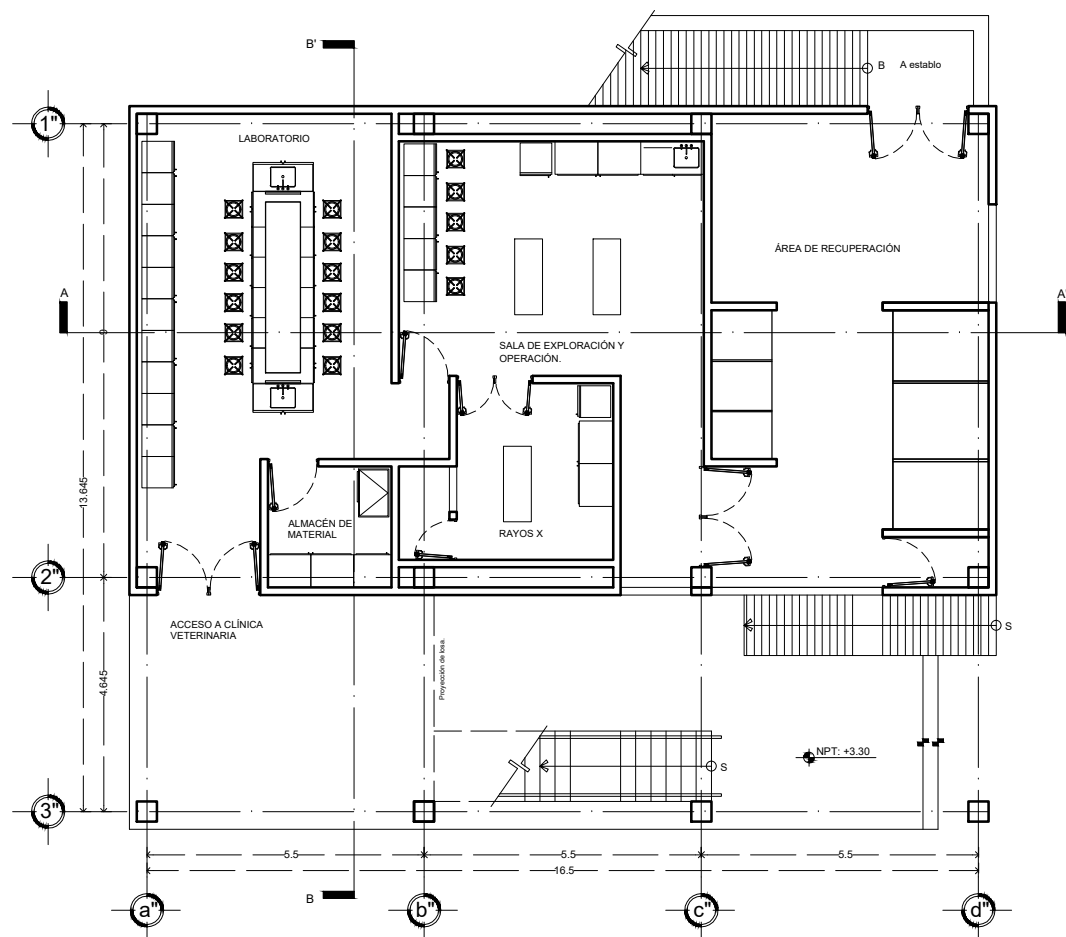 B'
B
A establo
1"
LABORATORIO
ÁREA DE RECUPERACIÓN
A
A'
9
SALA DE EXPLORACIÓN Y
OPERACIÓN.
13.645
ALMACÉN DE
MATERIAL
RAYOS X
2"
ACCESO A CLÍNICA
VETERINARIA
S
Proyección de losa.
4.645
NPT: +3.30
S
3"
5.5
5.5
5.5
16.5
B
a"
b"
c"
d"